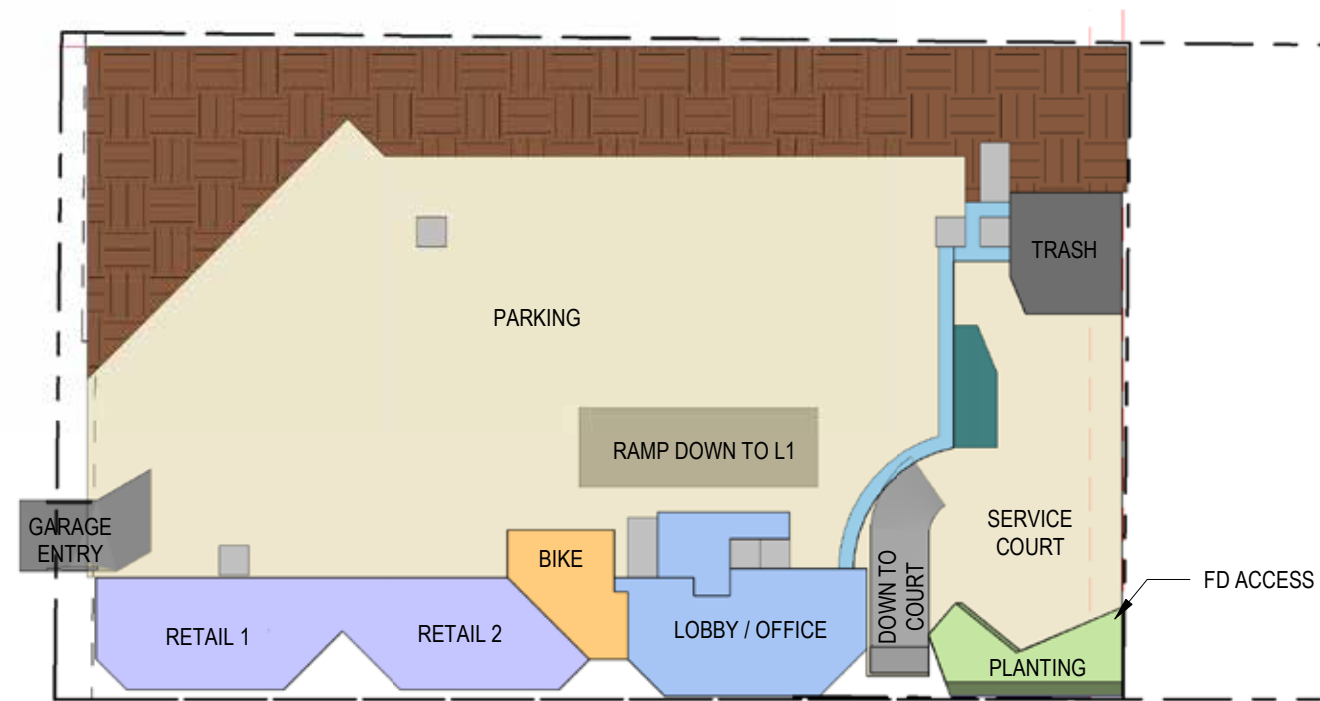 TRASH
PARKING
RAMP DOWN TO L1
GARAGE
ENTRY
SERVICE
COURT
BIKE
FD ACCESS
DOWN TO
COURT
RETAIL 1
RETAIL 2
LOBBY / OFFICE
PLANTING